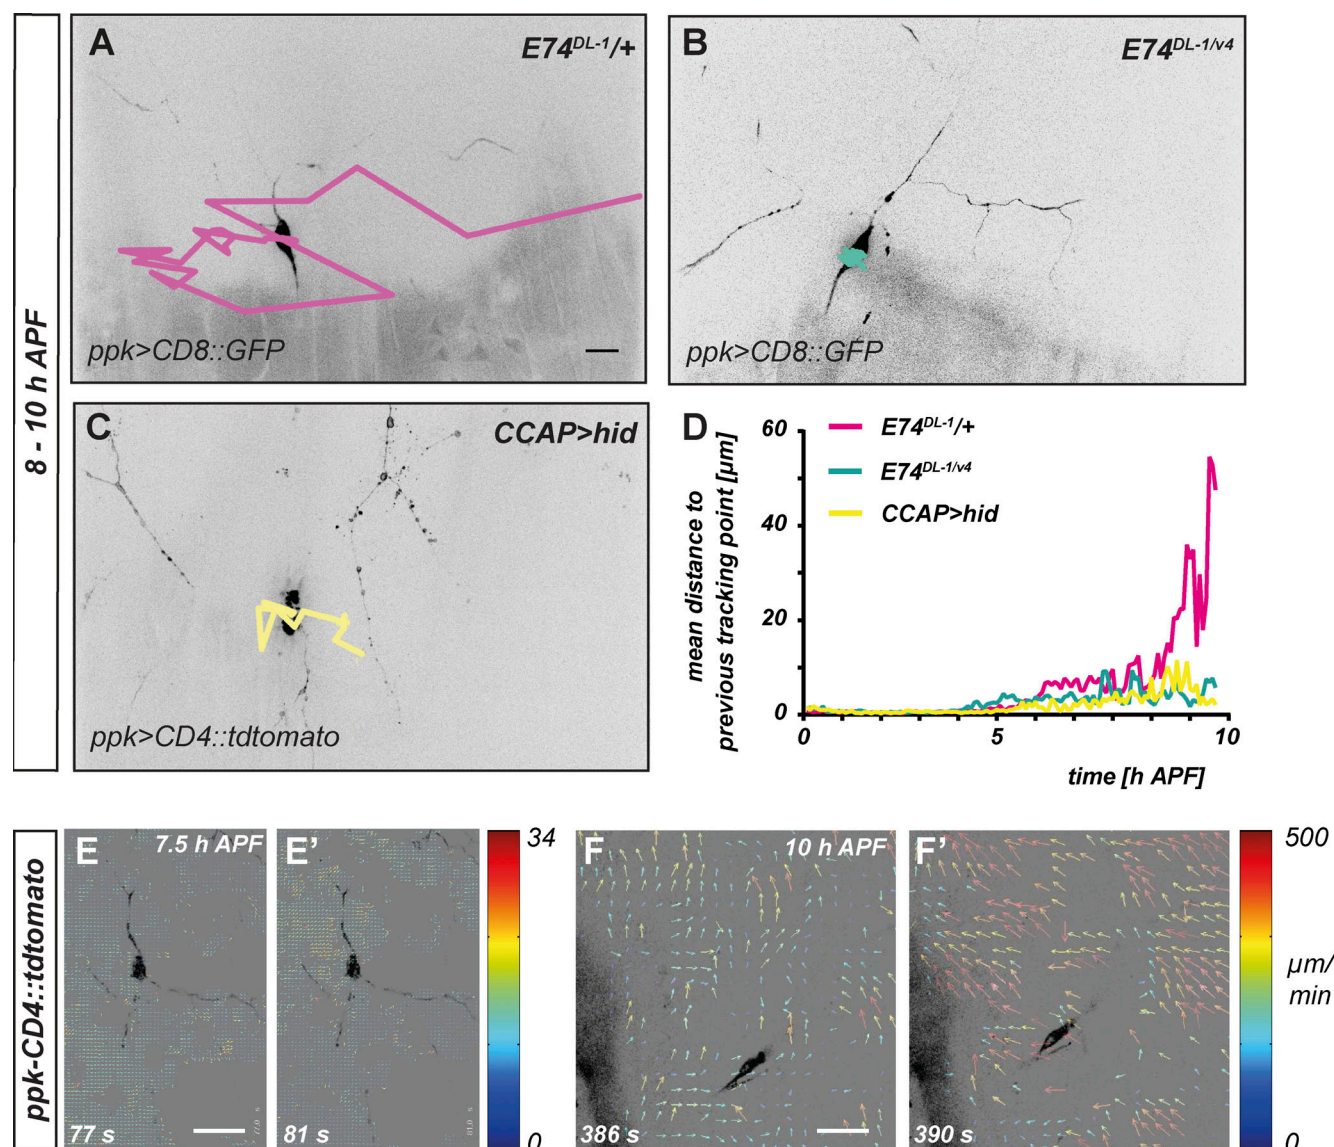 8 - 10 h APF
A
E74DL-1/+
ppk>CD8::GFP
B
E74DL-1/v4
ppk>CD8::GFP
C
CCAP>hid
ppk>CD4::tdtomato
D
mean distance to
previous tracking point [µm]
60
40
20
0
E74DL-1/+
E74DL-1/v4
CCAP>hid
0
5
10
time [h APF]
ppk-CD4::tdtomato
E
7.5 h APF
77 s
E'
81 s
34
0
F
10 h APF
386 s
F'
390 s
500
µm/
min
0